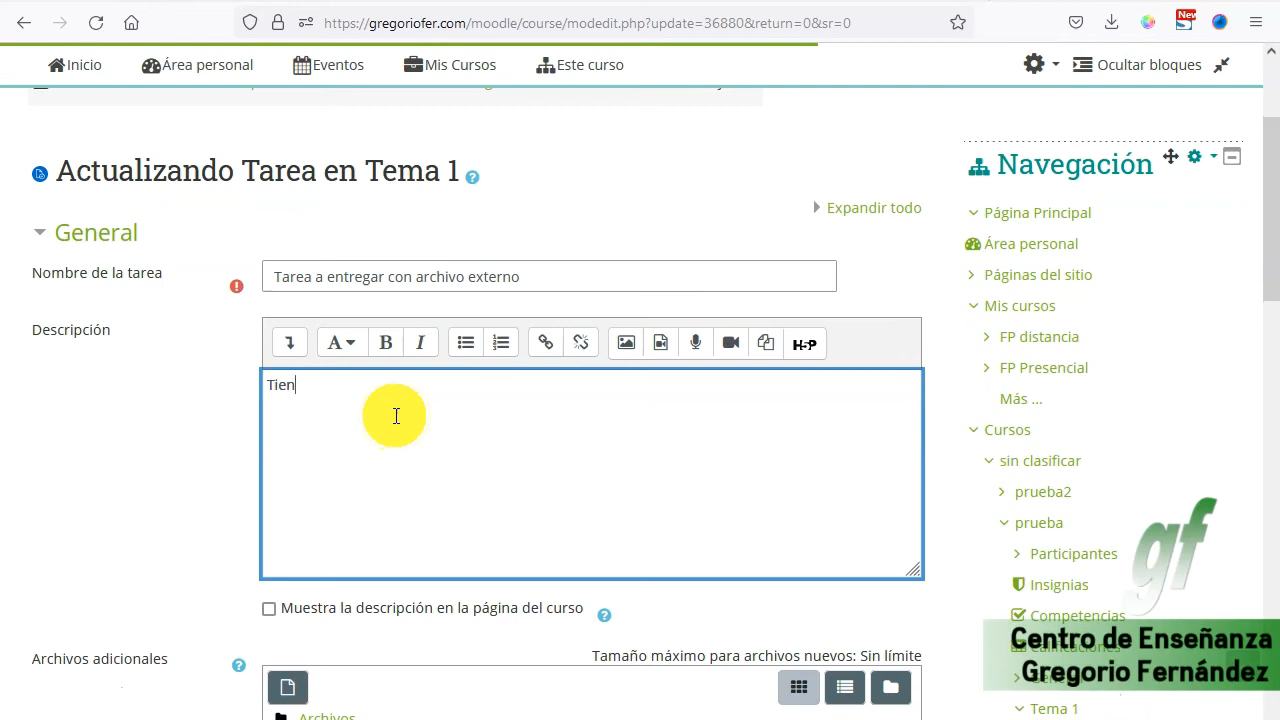 https://gregoriofer.com/moodle/course/modedit.php?update=36880&return=0&sr=0
New
Inicio
Área personal
Eventos
Mis Cursos
Este curso
Ocultar bloques
Actualizando Tarea en Tema 1
Expandir todo
General
Nombre de la tarea
Tarea a entregar con archivo externo
Descripción
A
B
I
H5P
Tien
Muestra la descripción en la página del curso
Archivos adicionales
Tamaño máximo para archivos nuevos: Sin límite
Archivos
Navegación
Página Principal
Área personal
Páginas del sitio
Mis cursos
FP distancia
FP Presencial
Más ...
Cursos
sin clasificar
prueba2
prueba
Participantes
Insignias
Competencias
Calificaciones
Tema 1
gf
Centro de Enseñanza
Gregorio Fernández